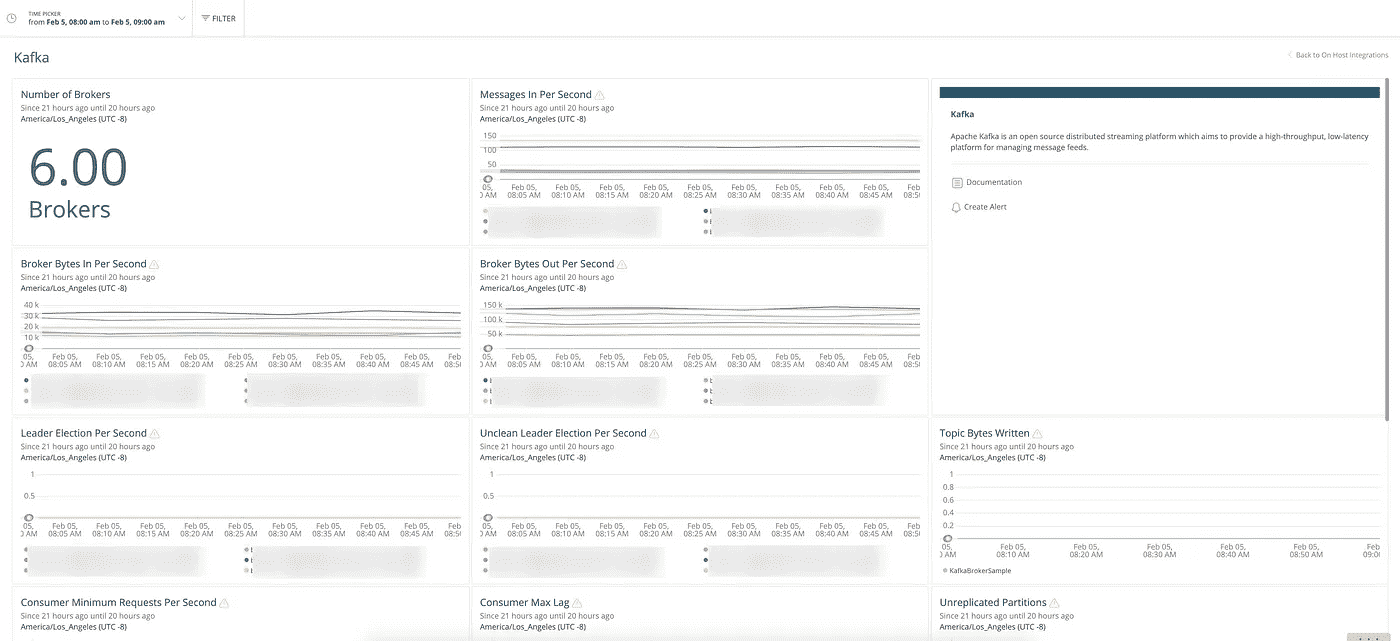 TIME PICKER
from Feb 5, 08:00 am to Feb 5, 09:00 am
FILTER
Kafka
Back to On Host Integrations
Number of Brokers
Since 21 hours ago until 20 hours ago
America/Los_Angeles (UTC -8)
6.00
Brokers
Messages In Per Second
Since 21 hours ago until 20 hours ago
America/Los_Angeles (UTC -8)
150
100
50
05, Feb 05, Feb 05, Feb 05, Feb 05, Feb 05, Feb 05, Feb 05, Feb 05, Feb 05, Feb
0 AM 08:05 AM 08:10 AM 08:15 AM 08:20 AM 08:25 AM 08:30 AM 08:35 AM 08:40 AM 08:45 AM 08:5
Kafka
Apache Kafka is an open source distributed streaming platform which aims to provide a high-throughput, low-latency
platform for managing message feeds.
Documentation
Create Alert
Broker Bytes In Per Second
Since 21 hours ago until 20 hours ago
America/Los_Angeles (UTC -8)
40 k
30 k
20 k
10 k
05, Feb 05, Feb 05, Feb 05, Feb 05, Feb 05, Feb 05, Feb 05, Feb 05, Feb 05, Feb
0 AM 08:05 AM 08:10 AM 08:15 AM 08:20 AM 08:25 AM 08:30 AM 08:35 AM 08:40 AM 08:45 AM 08:5
Broker Bytes Out Per Second
Since 21 hours ago until 20 hours ago
America/Los_Angeles (UTC -8)
150 k
100 k
50 k
05, Feb 05, Feb 05, Feb 05, Feb 05, Feb 05, Feb 05, Feb 05, Feb 05, Feb 05, Feb
0 AM 08:05 AM 08:10 AM 08:15 AM 08:20 AM 08:25 AM 08:30 AM 08:35 AM 08:40 AM 08:45 AM 08:5
Leader Election Per Second
Since 21 hours ago until 20 hours ago
America/Los_Angeles (UTC -8)
1
0.5
05, Feb 05, Feb 05, Feb 05, Feb 05, Feb 05, Feb 05, Feb 05, Feb 05, Feb 05, Feb
0 AM 08:05 AM 08:10 AM 08:15 AM 08:20 AM 08:25 AM 08:30 AM 08:35 AM 08:40 AM 08:45 AM 08:5
Unclean Leader Election Per Second
Since 21 hours ago until 20 hours ago
America/Los_Angeles (UTC -8)
1
0.5
05, Feb 05, Feb 05, Feb 05, Feb 05, Feb 05, Feb 05, Feb 05, Feb 05, Feb 05, Feb
0 AM 08:05 AM 08:10 AM 08:15 AM 08:20 AM 08:25 AM 08:30 AM 08:35 AM 08:40 AM 08:45 AM 08:5
Topic Bytes Written
Since 21 hours ago until 20 hours ago
America/Los_Angeles (UTC -8)
1
0.8
0.6
0.4
0.2
05, Feb 05, Feb 05, Feb 05, Feb 05, Feb 05, Feb
0 AM 08:10 AM 08:20 AM 08:30 AM 08:40 AM 08:50 AM 09:0
KafkaBrokerSample
Consumer Minimum Requests Per Second
Since 21 hours ago until 20 hours ago
America/Los_Angeles (UTC -8)
Consumer Max Lag
Since 21 hours ago until 20 hours ago
America/Los_Angeles (UTC -8)
Unreplicated Partitions
Since 21 hours ago until 20 hours ago
America/Los_Angeles (UTC -8)